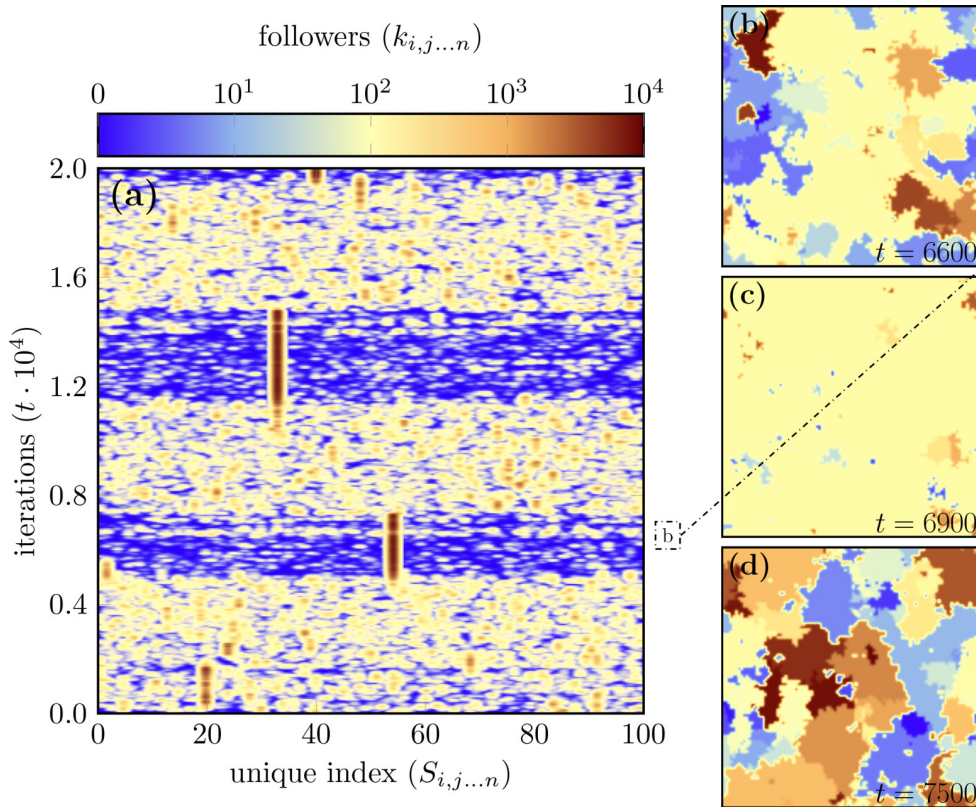 followers (k_{i,j...n})
0 10^1 10^2 10^3 10^4
(a)
iterations (t · 10^4)
2.0
1.6
1.2
0.8
0.4
0.0
0 20 40 60 80 100
unique index (S_{i,j...n})
b
(b)
t = 6600
(c)
t = 6900
(d)
t = 7500